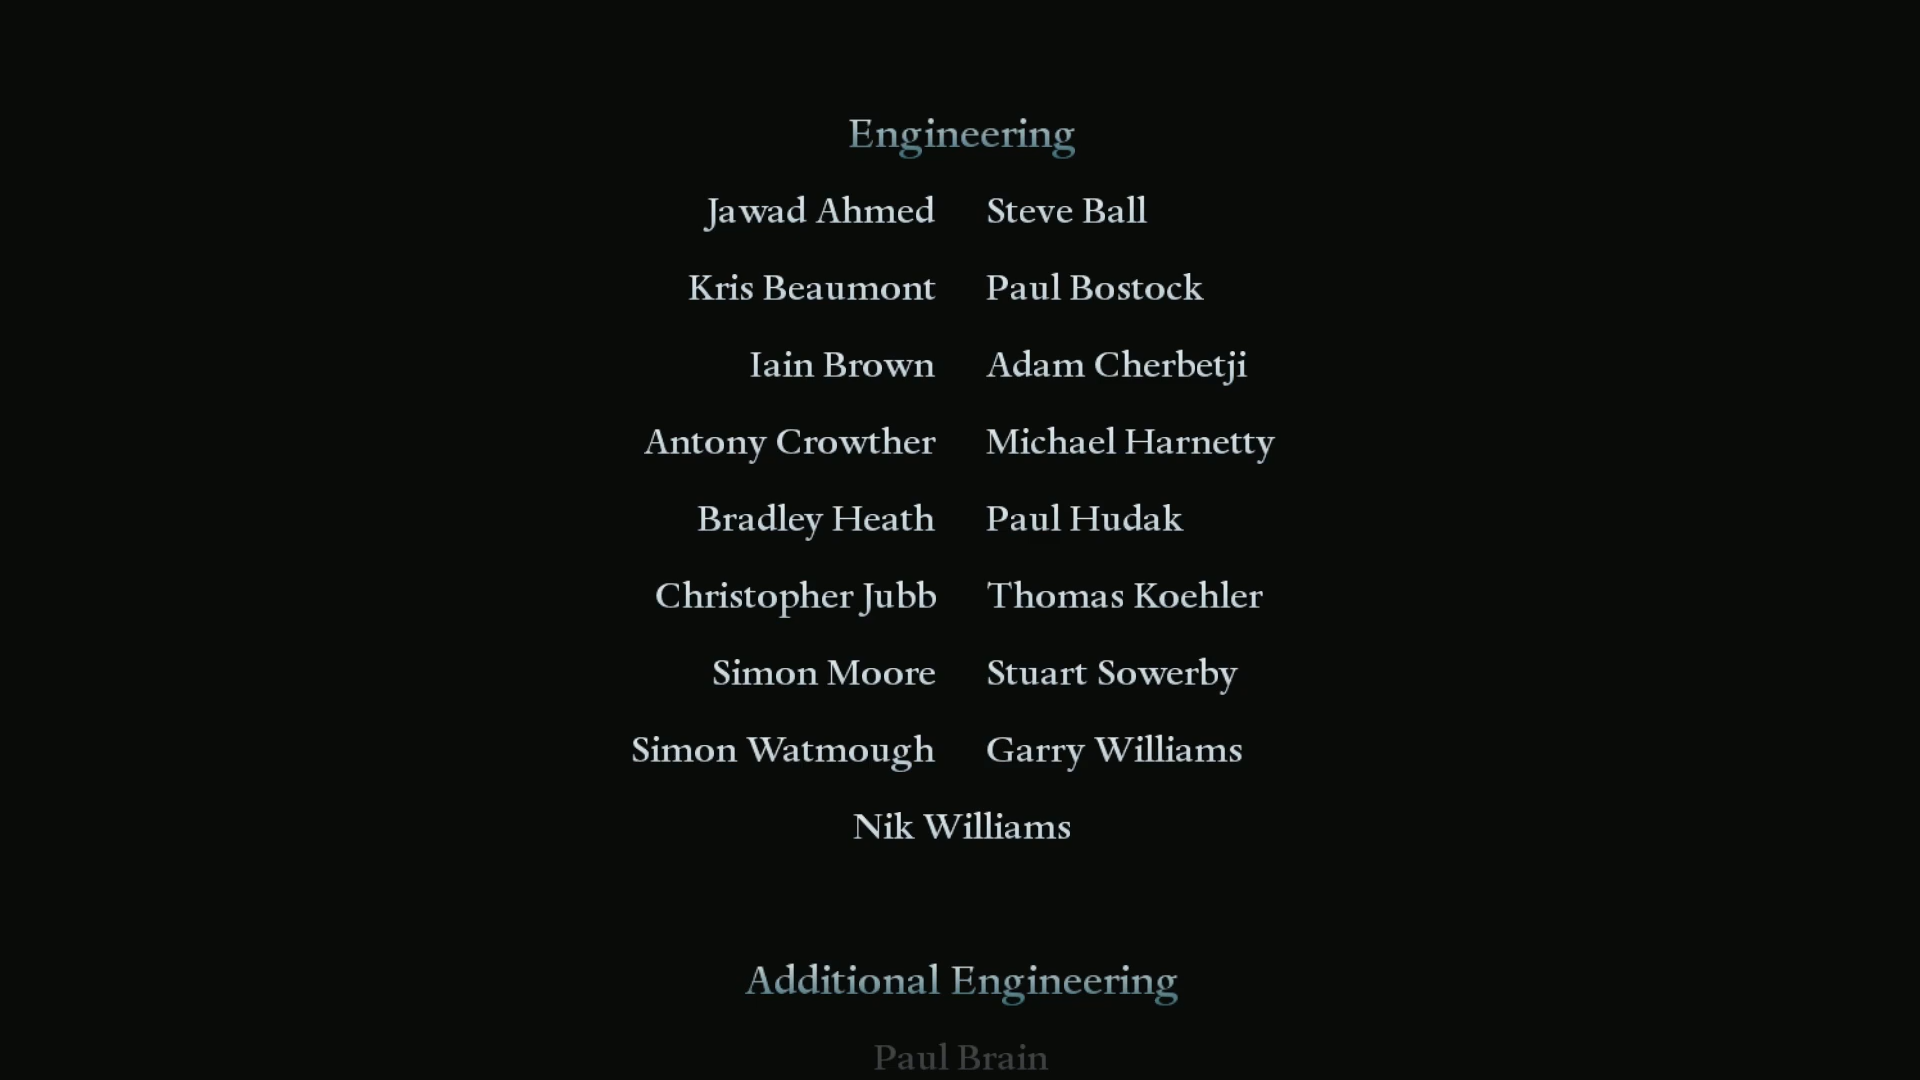 Engineering
Jawad Ahmed Steve Ball
Kris Beaumont Paul Bostock
Iain Brown Adam Cherbetji
Antony Crowther Michael Harnetty
Bradley Heath Paul Hudak
Christopher Jubb Thomas Koehler
Simon Moore Stuart Sowerby
Simon Watmough Garry Williams
Nik Williams
Additional Engineering
Paul Brain